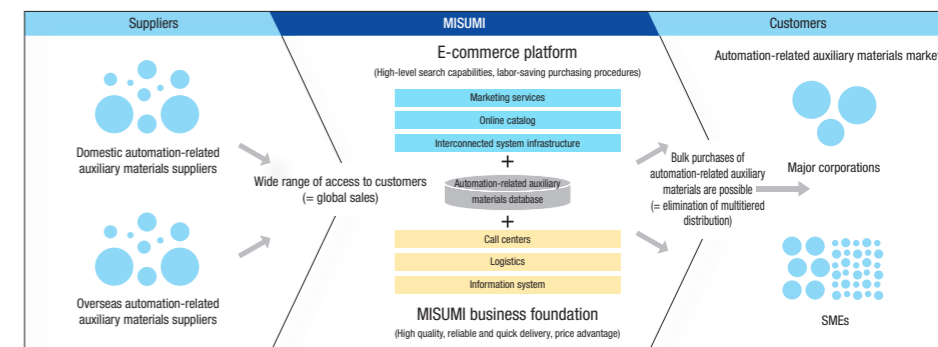 Suppliers
MISUMI
Customers
Domestic automation-related
auxiliary materials suppliers
Overseas automation-related
auxiliary materials suppliers
Wide range of access to customers
(= global sales)
E-commerce platform
(High-level search capabilities, labor-saving purchasing procedures)
Marketing services
Online catalog
Interconnected system infrastructure
+
Automation-related auxiliary
materials database
+
Call centers
Logistics
Information system
MISUMI business foundation
(High quality, reliable and quick delivery, price advantage)
Bulk purchases of
automation-related auxiliary
materials are possible
(= elimination of multitiered
distribution)
Automation-related auxiliary materials marke
Major corporations
SMEs